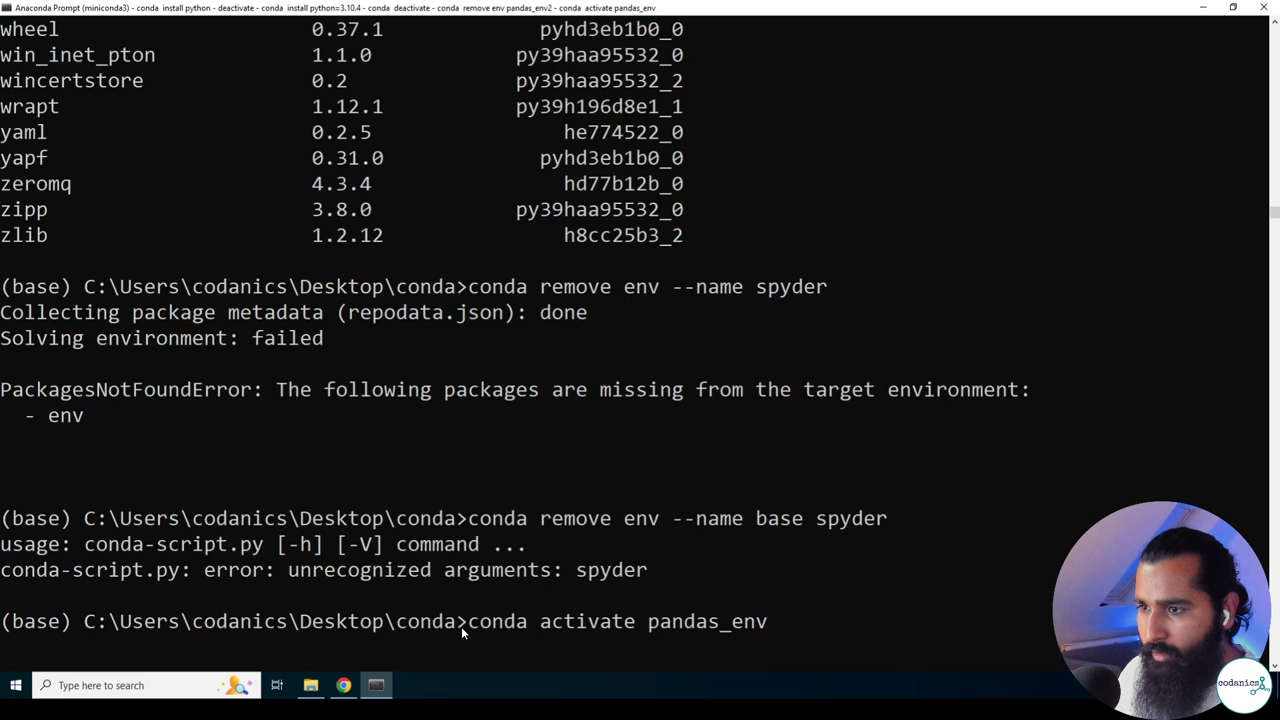 Anaconda Prompt (miniconda3) - conda install python - deactivate - conda install python=3.10.4 - conda deactivate - conda remove env pandas_env2 - conda activate pandas_env
wheel 0.37.1 pyhd3eb1b0_0
win_inet_pton 1.1.0 py39haa95532_0
wincertstore 0.2 py39haa95532_2
wrapt 1.12.1 py39h196d8e1_1
yaml 0.2.5 he774522_0
yapf 0.31.0 pyhd3eb1b0_0
zeromq 4.3.4 hd77b12b_0
zipp 3.8.0 py39haa95532_0
zlib 1.2.12 h8cc25b3_2
(base) C:\Users\codanics\Desktop\conda>conda remove env --name spyder
Collecting package metadata (repodata.json): done
Solving environment: failed
PackagesNotFoundError: The following packages are missing from the target environment:
- env
(base) C:\Users\codanics\Desktop\conda>conda remove env --name base spyder
usage: conda-script.py [-h] [-V] command ...
conda-script.py: error: unrecognized arguments: spyder
(base) C:\Users\codanics\Desktop\conda>conda activate pandas_env
Type here to search
codanics